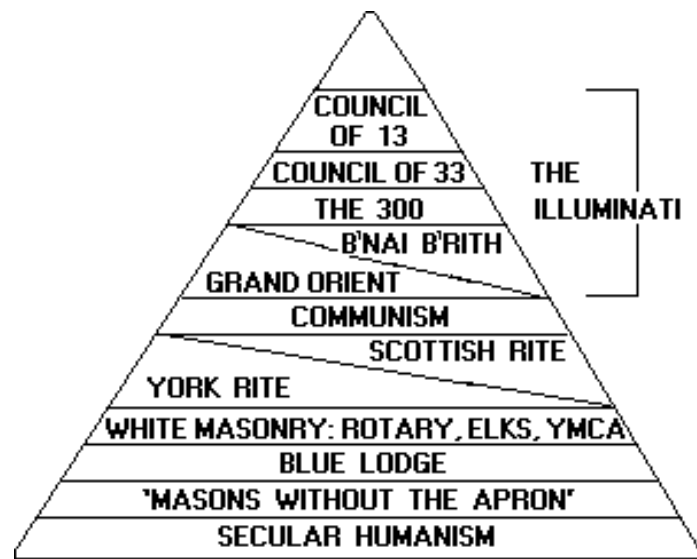 COUNCIL
OF 13
COUNCIL OF 33
THE 300
THE
ILLUMINATI
B'NAI B'RITH
GRAND ORIENT
COMMUNISM
SCOTTISH RITE
YORK RITE
WHITE MASONRY: ROTARY, ELKS, YMCA
BLUE LODGE
'MASONS WITHOUT THE APRON'
SECULAR HUMANISM